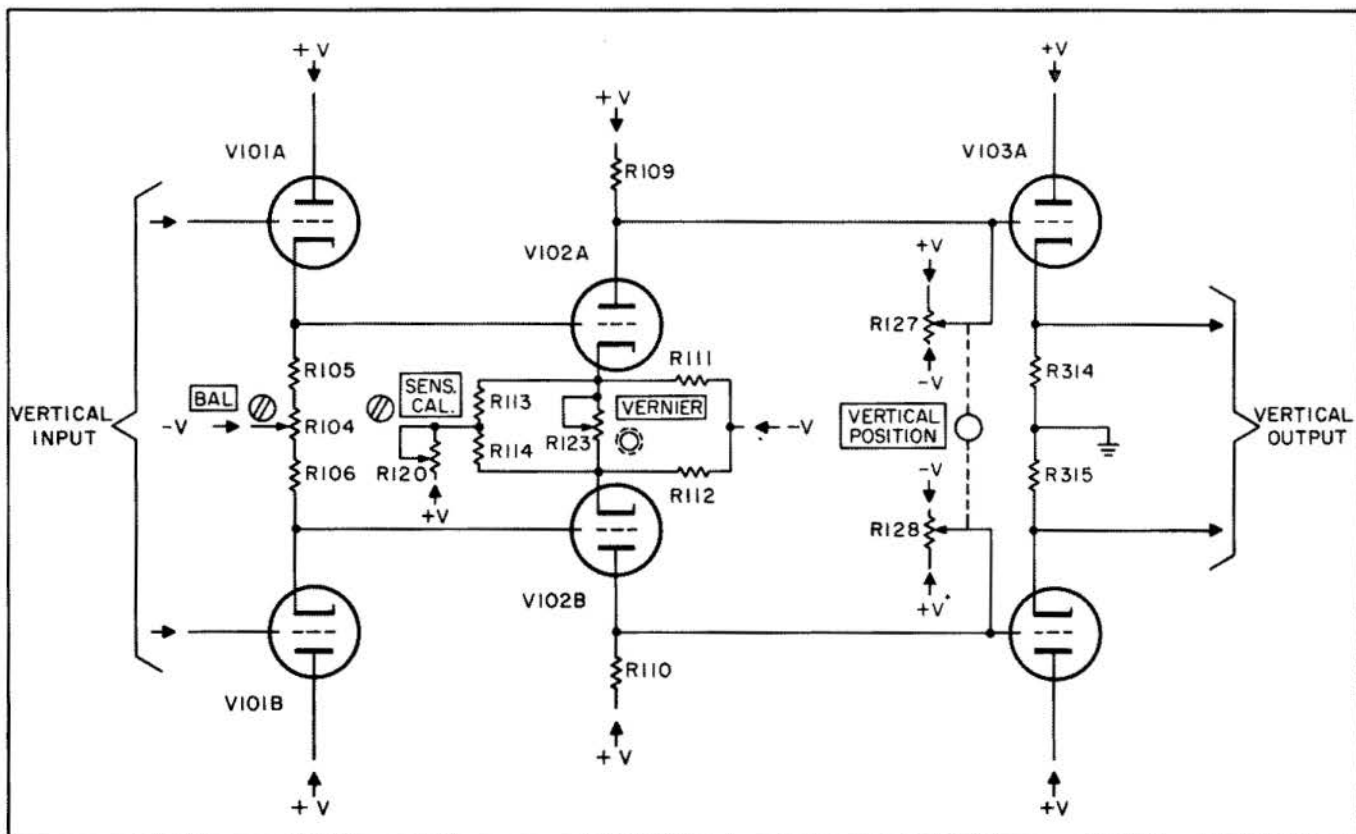 +V
+V
+V
V101A
V103A
R109
V102A
+V
R127
-V
R105
R111
SENS.
CAL.
R113
VERNIER
R314
BAL
VERTICAL
INPUT
-V
R104
R114
R123
-V
VERTICAL
POSITION
VERTICAL
OUTPUT
R106
R120
R112
-V
R315
+V
R128
V102B
+V
R110
V101B
+V
+V
+V